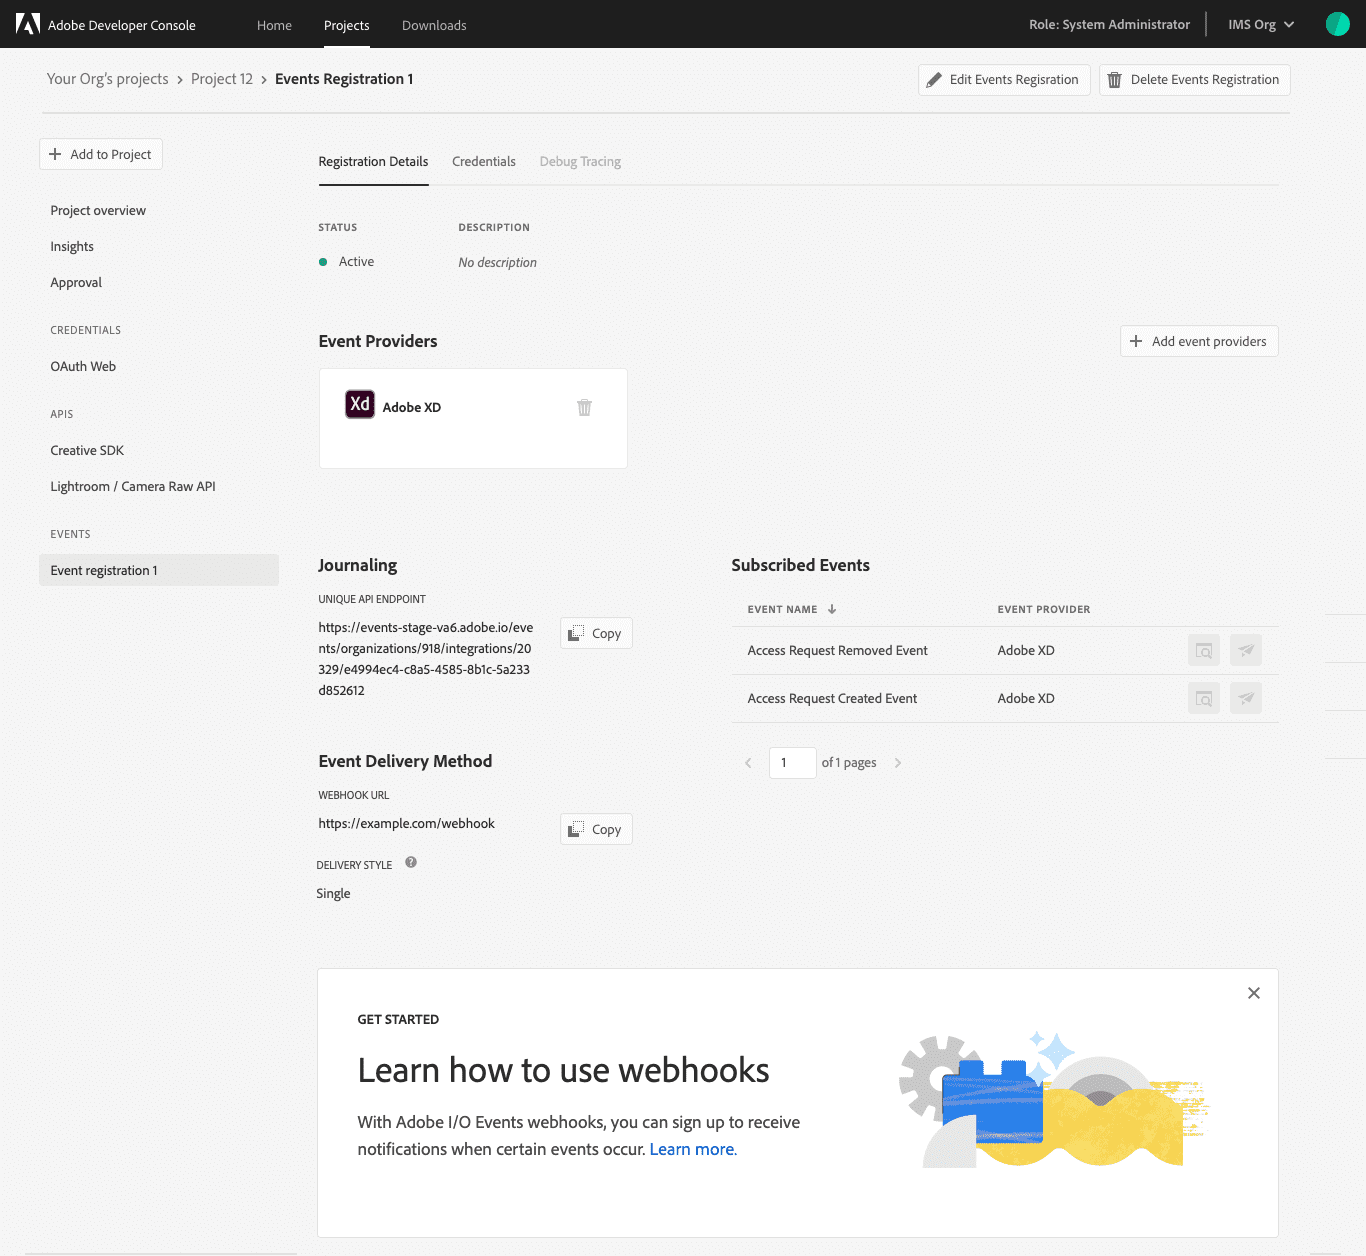 Adobe Developer Console
Home
Projects
Downloads
Role: System Administrator
IMS Org
Your Org's projects > Project 12 > Events Registration 1
Edit Events Regisration
Delete Events Registration
Add to Project
Registration Details
Credentials
Debug Tracing
Project overview
Insights
Approval
CREDENTIALS
OAuth Web
APIS
Creative SDK
Lightroom / Camera Raw API
EVENTS
Event registration 1
STATUS
DESCRIPTION
Active
No description
Event Providers
Add event providers
Xd
Adobe XD
Journaling
UNIQUE API ENDPOINT
https://events-stage-va6.adobe.io/eve
nts/organizations/918/integrations/20
329/e4994ec4-c8a5-4585-8b1c-5a233
d852612
Copy
Event Delivery Method
WEBHOOK URL
https://example.com/webhook
Copy
DELIVERY STYLE
?
Single
Subscribed Events
EVENT NAME
EVENT PROVIDER
Access Request Removed Event
Adobe XD
Access Request Created Event
Adobe XD
1 of 1 pages
GET STARTED
Learn how to use webhooks
With Adobe I/O Events webhooks, you can sign up to receive
notifications when certain events occur. Learn more.